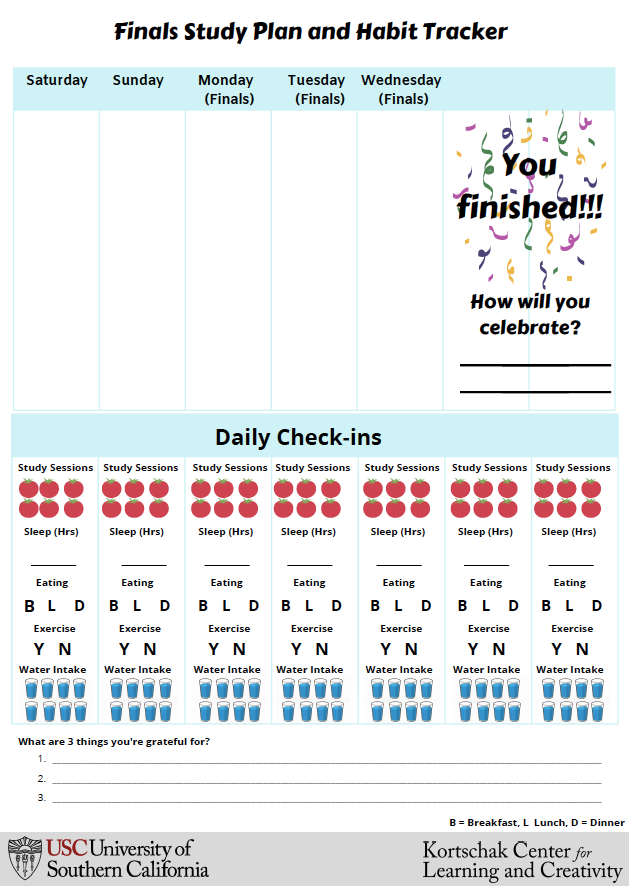 Finals Study Plan and Habit Tracker
Saturday Sunday Monday Tuesday Wednesday
(Finals) (Finals) (Finals)
You
finished!!!
How will you
celebrate?
Daily Check-ins
Study Sessions Study Sessions Study Sessions Study Sessions Study Sessions Study Sessions Study Sessions
Sleep (Hrs) Sleep (Hrs) Sleep (Hrs) Sleep (Hrs) Sleep (Hrs) Sleep (Hrs) Sleep (Hrs)
Eating Eating Eating Eating Eating Eating Eating
B L D B L D B L D B L D B L D B L D B L D
Exercise Exercise Exercise Exercise Exercise Exercise Exercise
Y N Y N Y N Y N Y N Y N Y N
Water Intake Water Intake Water Intake Water Intake Water Intake Water Intake Water Intake
What are 3 things you're grateful for?
1.
2.
3.
B = Breakfast, L Lunch, D = Dinner
USC University of
Southern California
Kortschak Center for
Learning and Creativity